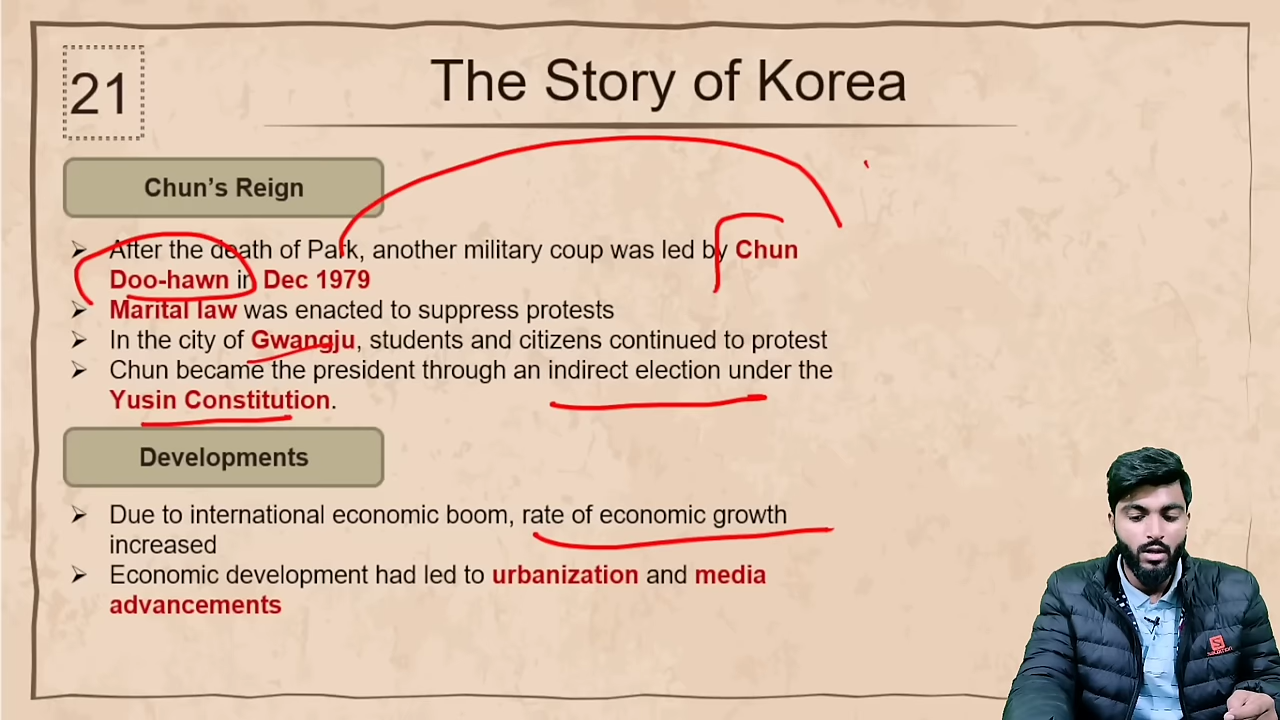 21
The Story of Korea
Chun's Reign
➢ After the death of Park, another military coup was led by Chun
Doo-hawn in Dec 1979
➢ Marital law was enacted to suppress protests
➢ In the city of Gwangju, students and citizens continued to protest
➢ Chun became the president through an indirect election under the
Yusin Constitution.
Developments
➢ Due to international economic boom, rate of economic growth
increased
➢ Economic development had led to urbanization and media
advancements